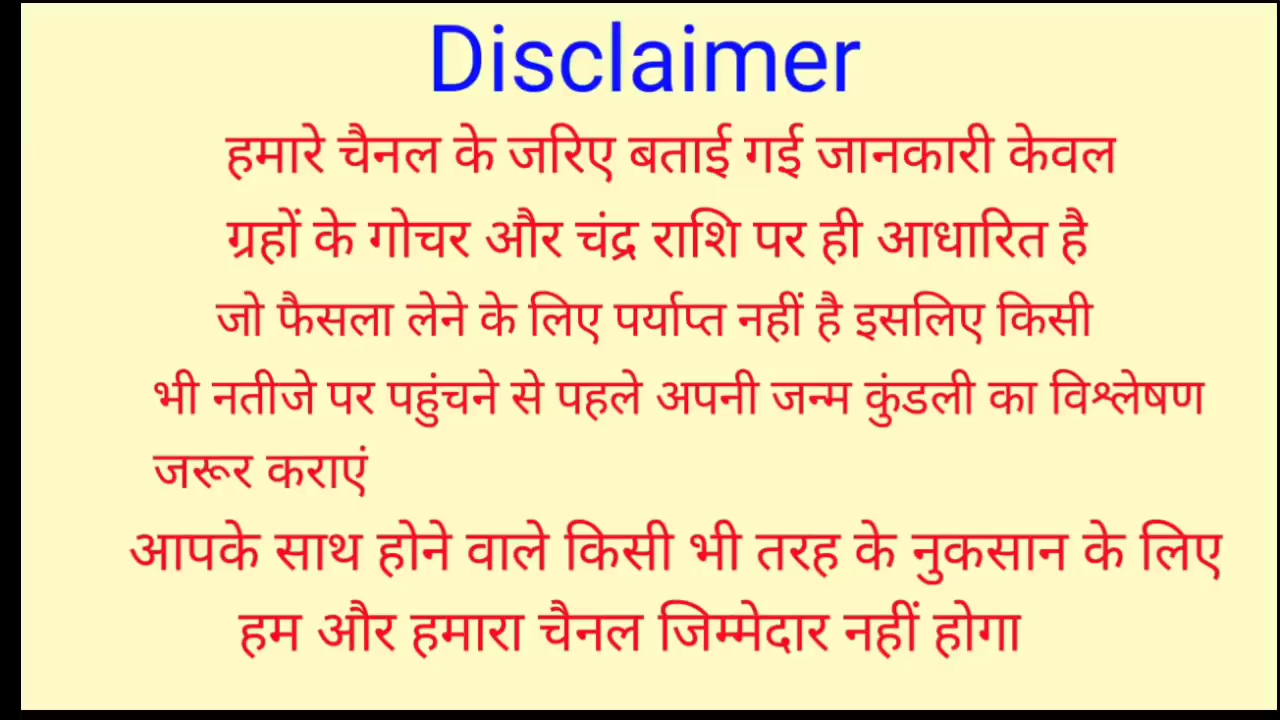 Disclaimer
हमारे चैनल के जरिए बताई गई जानकारी केवल
ग्रहों के गोचर और चंद्र राशि पर ही आधारित है
जो फैसला लेने के लिए पर्याप्त नहीं है इसलिए किसी
भी नतीजे पर पहुंचने से पहले अपनी जन्म कुंडली का विश्लेषण
जरूर कराएं
आपके साथ होने वाले किसी भी तरह के नुकसान के लिए
हम और हमारा चैनल जिम्मेदार नहीं होगा